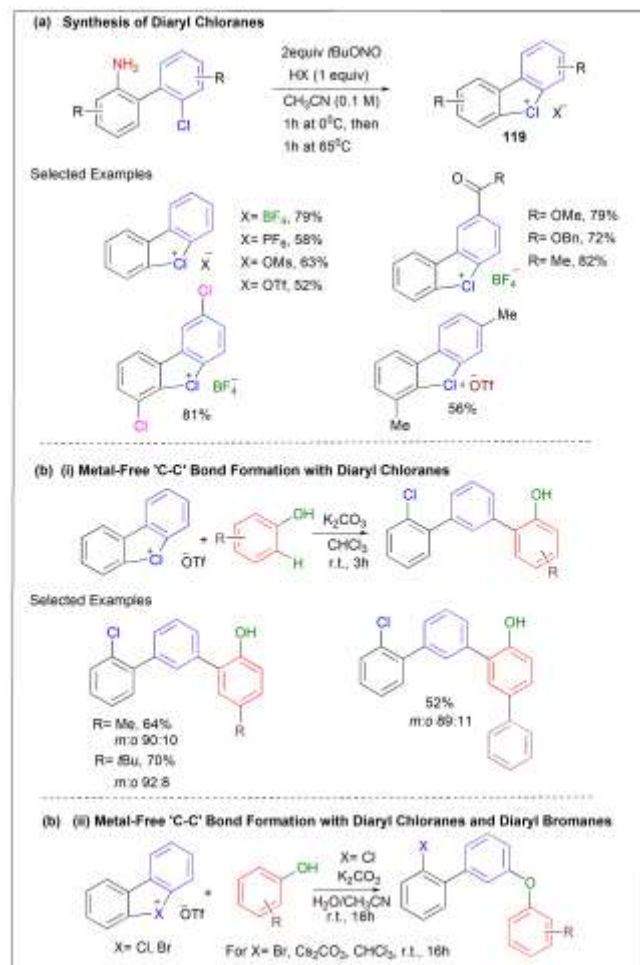 (a) Synthesis of Diaryl Chloranes
NH2
R
Cl
R
2equiv tBuONO
HX (1 equiv)
CH3CN (0.1 M)
1h at 0⁰C, then
1h at 65⁰C
R
R
Cl
+
X−
119
Selected Examples
Cl
+
X−
X= BF4, 79%
X= PF6, 58%
X= OMs, 63%
X= OTf, 52%
O
R
Cl
+
BF4−
R= OMe, 79%
R= OBn, 72%
R= Me, 82%
Cl
Cl
+
Cl
BF4−
81%
Me
Cl
+
−OTf
Me
56%
(b) (i) Metal-Free 'C-C' Bond Formation with Diaryl Chloranes
Cl
+
−OTf
+
R
OH
H
K2CO3
CHCl3
r.t., 3h
Cl
OH
R
Selected Examples
Cl
OH
R
R= Me, 64%
m:o 90:10
R= tBu, 70%
m:o 92:8
Cl
OH
52%
m:o 89:11
(b) (ii) Metal-Free 'C-C' Bond Formation with Diaryl Chloranes and Diaryl Bromanes
X
+
−OTf
X= Cl, Br
+
OH
R
X= Cl
K2CO3
H2O/CH3CN
r.t., 16h
For X= Br, Cs2CO3, CHCl3, r.t., 16h
X
O
R